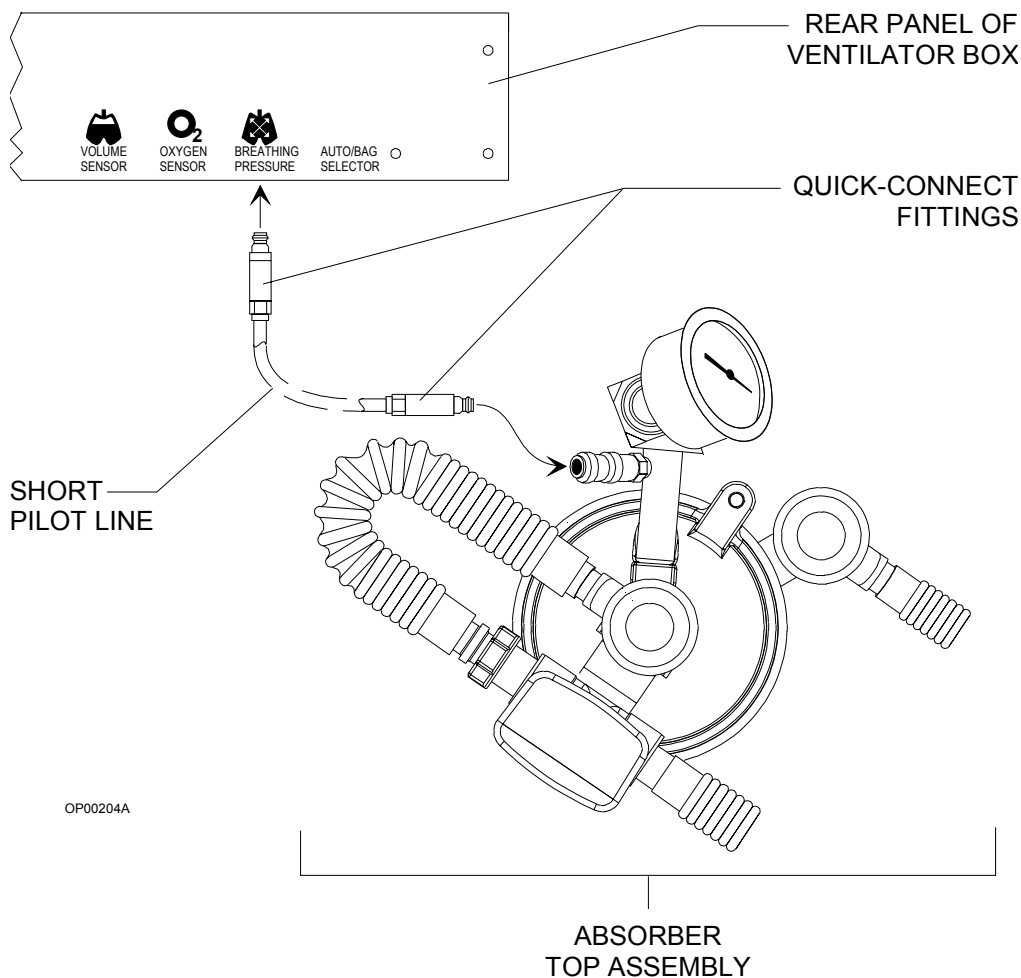 REAR PANEL OF
VENTILATOR BOX
O2
VOLUME
SENSOR
OXYGEN
SENSOR
BREATHING
PRESSURE
AUTO/BAG
SELECTOR
QUICK-CONNECT
FITTINGS
SHORT
PILOT LINE
OP00204A
ABSORBER
TOP ASSEMBLY